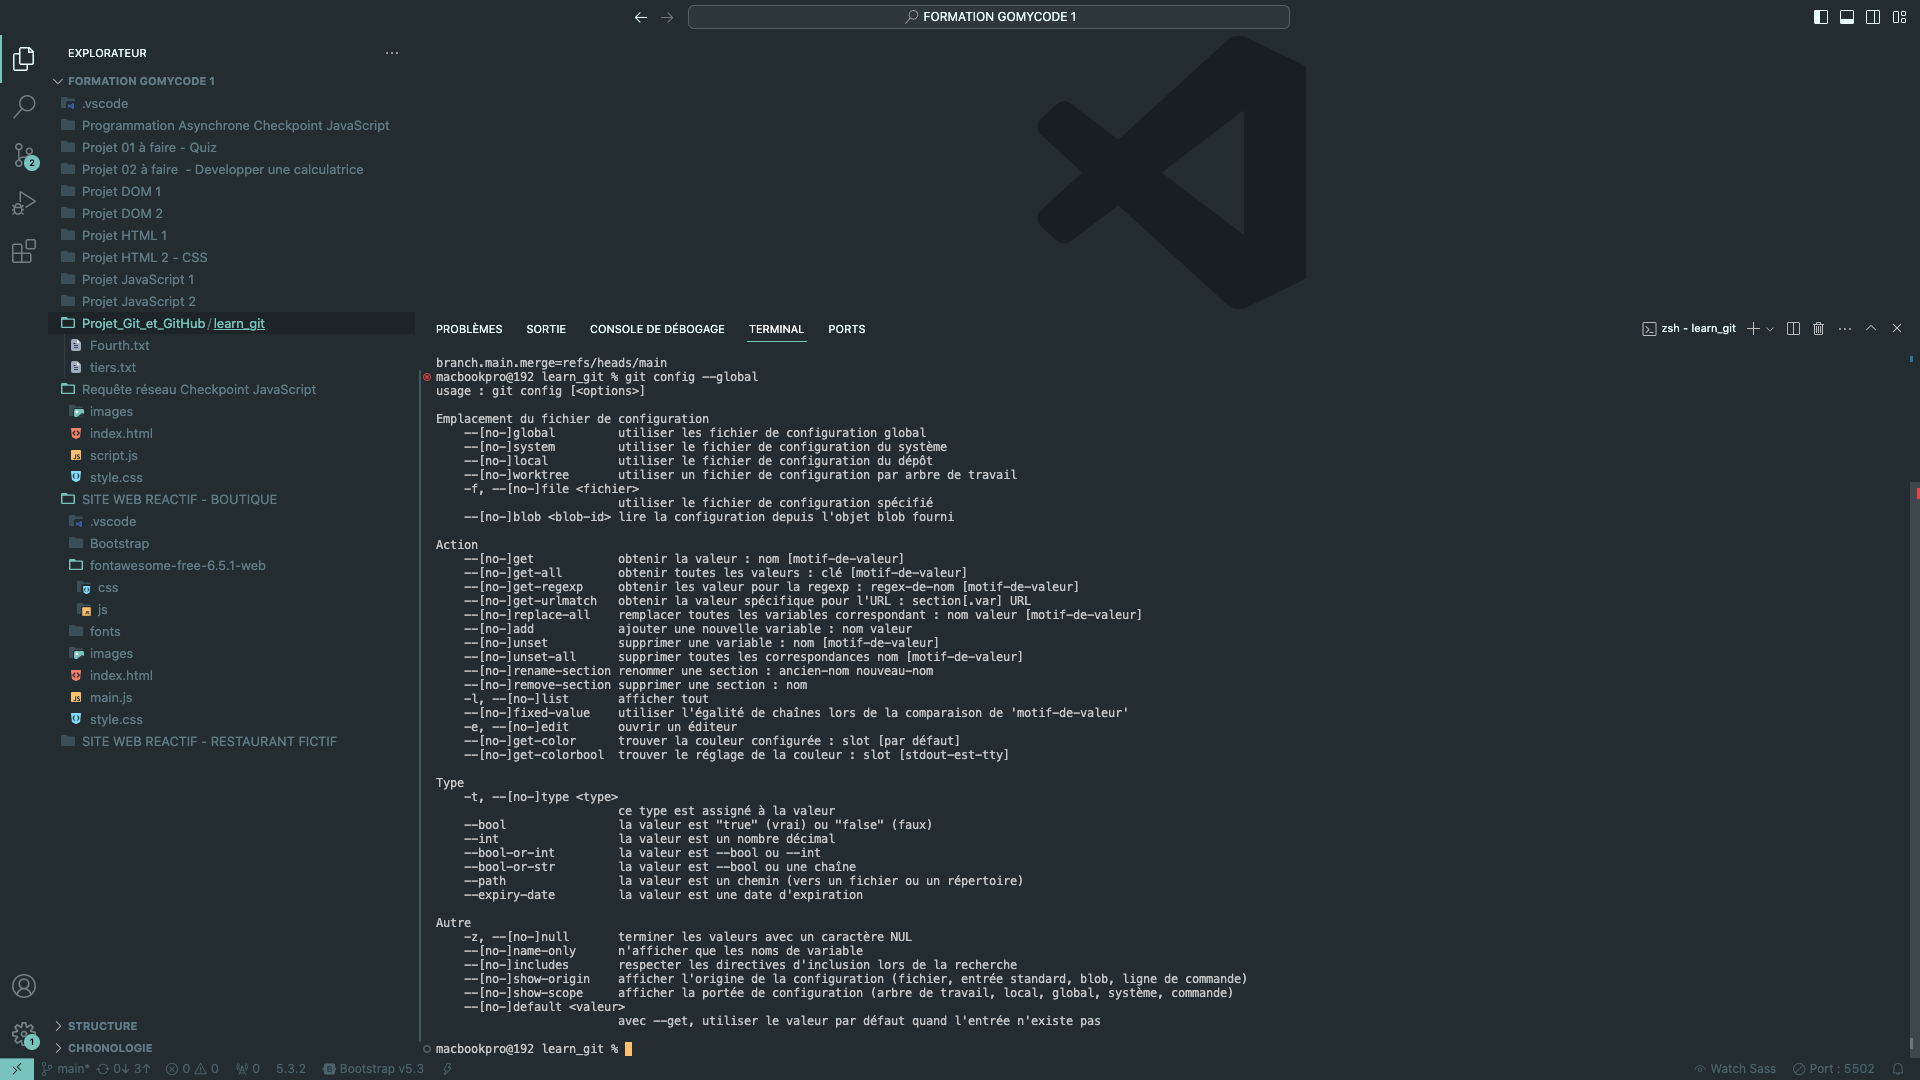 FORMATION GOMYCODE 1
EXPLORATEUR
FORMATION GOMYCODE 1
.vscode
Programmation Asynchrone Checkpoint JavaScript
Projet 01 à faire - Quiz
Projet 02 à faire  - Developper une calculatrice
Projet DOM 1
Projet DOM 2
Projet HTML 1
Projet HTML 2 - CSS
Projet JavaScript 1
Projet JavaScript 2
Projet_Git_et_GitHub / learn_git
Fourth.txt
tiers.txt
Requête réseau Checkpoint JavaScript
images
index.html
script.js
style.css
SITE WEB REACTIF - BOUTIQUE
.vscode
Bootstrap
fontawesome-free-6.5.1-web
css
js
fonts
images
index.html
main.js
style.css
SITE WEB REACTIF - RESTAURANT FICTIF
STRUCTURE
CHRONOLOGIE
2
1
PROBLÈMES SORTIE CONSOLE DE DÉBOGAGE TERMINAL PORTS
zsh - learn_git
branch.main.merge=refs/heads/main
macbookpro@192 learn_git % git config --global
usage : git config [<options>]
Emplacement du fichier de configuration
--[no-]global utiliser les fichier de configuration global
--[no-]system utiliser le fichier de configuration du système
--[no-]local utiliser le fichier de configuration du dépôt
--[no-]worktree utiliser un fichier de configuration par arbre de travail
-f, --[no-]file <fichier>
utiliser le fichier de configuration spécifié
--[no-]blob <blob-id> lire la configuration depuis l'objet blob fourni
Action
--[no-]get obtenir la valeur : nom [motif-de-valeur]
--[no-]get-all obtenir toutes les valeurs : clé [motif-de-valeur]
--[no-]get-regexp obtenir les valeur pour la regexp : regex-de-nom [motif-de-valeur]
--[no-]get-urlmatch obtenir la valeur spécifique pour l'URL : section[.var] URL
--[no-]replace-all remplacer toutes les variables correspondant : nom valeur [motif-de-valeur]
--[no-]add ajouter une nouvelle variable : nom valeur
--[no-]unset supprimer une variable : nom [motif-de-valeur]
--[no-]unset-all supprimer toutes les correspondances nom [motif-de-valeur]
--[no-]rename-section renommer une section : ancien-nom nouveau-nom
--[no-]remove-section supprimer une section : nom
-l, --[no-]list afficher tout
--[no-]fixed-value utiliser l'égalité de chaînes lors de la comparaison de 'motif-de-valeur'
-e, --[no-]edit ouvrir un éditeur
--[no-]get-color trouver la couleur configurée : slot [par défaut]
--[no-]get-colorbool trouver le réglage de la couleur : slot [stdout-est-tty]
Type
-t, --[no-]type <type>
ce type est assigné à la valeur
--bool la valeur est "true" (vrai) ou "false" (faux)
--int la valeur est un nombre décimal
--bool-or-int la valeur est --bool ou --int
--bool-or-str la valeur est --bool ou une chaîne
--path la valeur est un chemin (vers un fichier ou un répertoire)
--expiry-date la valeur est une date d'expiration
Autre
-z, --[no-]null terminer les valeurs avec un caractère NUL
--[no-]name-only n'afficher que les noms de variable
--[no-]includes respecter les directives d'inclusion lors de la recherche
--[no-]show-origin afficher l'origine de la configuration (fichier, entrée standard, blob, ligne de commande)
--[no-]show-scope afficher la portée de configuration (arbre de travail, local, global, système, commande)
--[no-]default <valeur>
avec --get, utiliser le valeur par défaut quand l'entrée n'existe pas
macbookpro@192 learn_git %
main* 0↓ 3↑ 0 0 0 5.3.2 Bootstrap v5.3 Watch Sass Port : 5502